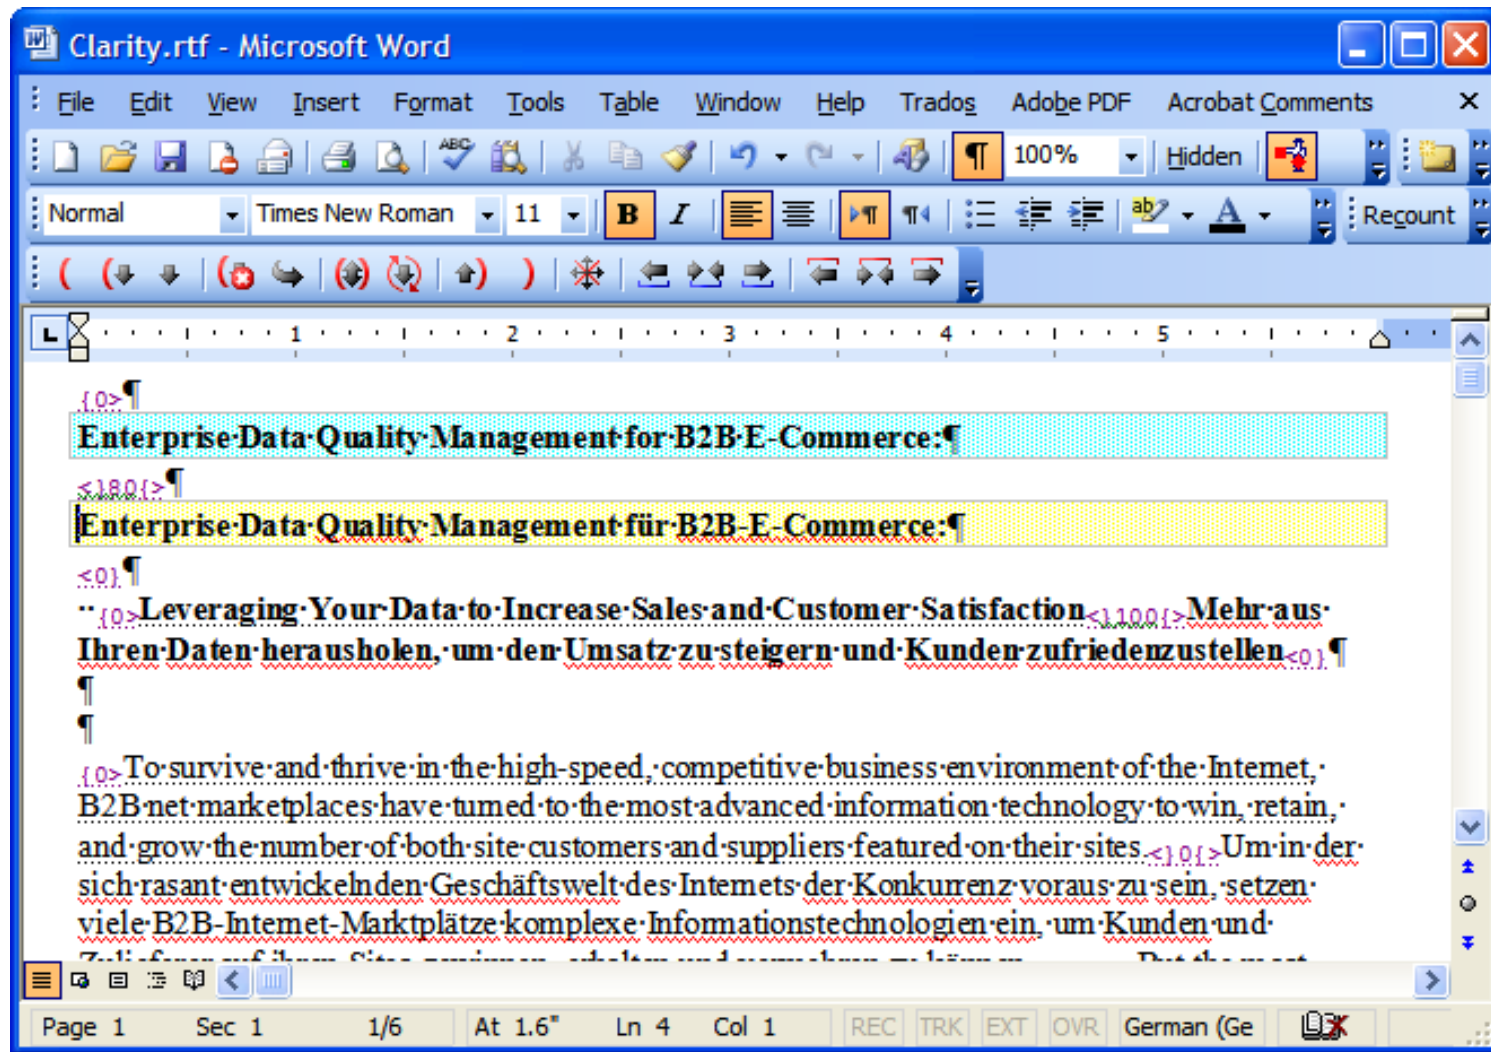 Clarity.rtf - Microsoft Word
File Edit View Insert Format Tools Table Window Help Trados Adobe PDF Acrobat Comments
ABC ¶ 100% Hidden
Normal Times New Roman 11 B I ab A Recount
1 2 3 4 5
{0>¶
Enterprise·Data·Quality·Management·for·B2B·E-Commerce:¶
<}80{>¶
Enterprise·Data·Quality·Management·für·B2B-E-Commerce:¶
<0}¶
··{0>Leveraging·Your·Data·to·Increase·Sales·and·Customer·Satisfaction<}100{>Mehr·aus·
Ihren·Daten·herausholen,·um·den·Umsatz·zu·steigern·und·Kunden·zufriedenzustellen<0}¶
¶
¶
{0>To·survive·and·thrive·in·the·high-speed,·competitive·business·environment·of·the·Internet,·
B2B·net·marketplaces·have·turned·to·the·most·advanced·information·technology·to·win,·retain,·
and·grow·the·number·of·both·site·customers·and·suppliers·featured·on·their·sites.<}0{>Um·in·der·
sich·rasant·entwickelnden·Geschäftswelt·des·Internets·der·Konkurrenz·voraus·zu·sein,·setzen·
viele·B2B-Internet-Marktplätze·komplexe·Informationstechnologien·ein,·um·Kunden·und·
Page 1 Sec 1 1/6 At 1.6" Ln 4 Col 1 REC TRK EXT OVR German (Ge